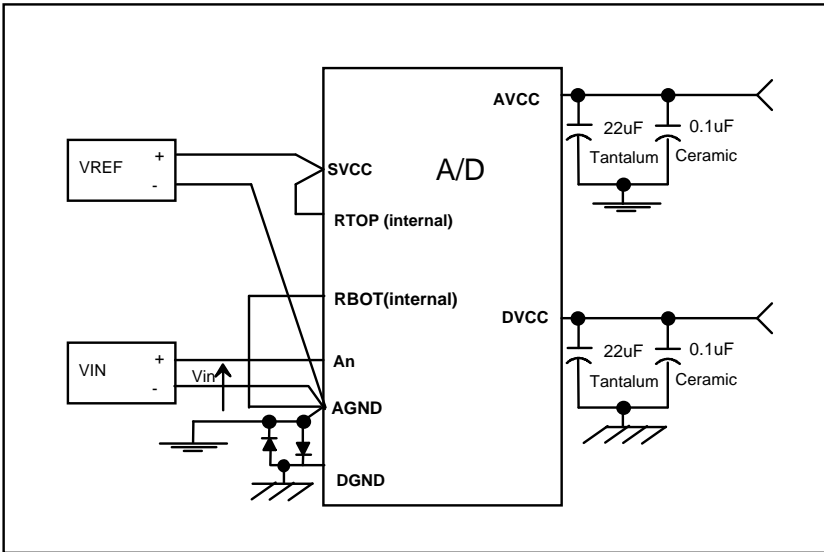 AVCC
22uF
0.1uF
Tantalum
Ceramic
VREF
+
-
SVCC
A/D
RTOP (internal)
RBOT(internal)
DVCC
22uF
0.1uF
Tantalum
Ceramic
VIN
+
-
Vin
An
AGND
DGND